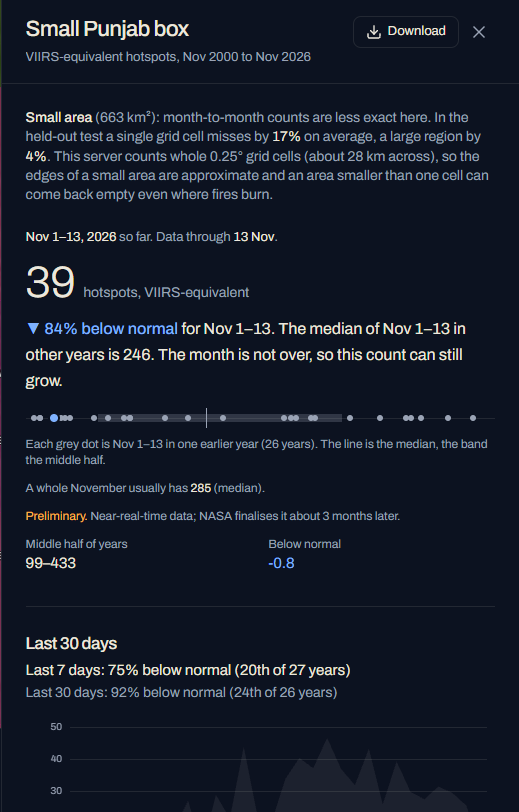 Small Punjab box
Download
VIIRS-equivalent hotspots, Nov 2000 to Nov 2026
Small area (663 km²): month-to-month counts are less exact here. In the
held-out test a single grid cell misses by 17% on average, a large region by
4%. This server counts whole 0.25° grid cells (about 28 km across), so the
edges of a small area are approximate and an area smaller than one cell can
come back empty even where fires burn.
Nov 1–13, 2026 so far. Data through 13 Nov.
39 hotspots, VIIRS-equivalent
▼ 84% below normal for Nov 1–13. The median of Nov 1–13 in
other years is 246. The month is not over, so this count can still
grow.
Each grey dot is Nov 1–13 in one earlier year (26 years). The line is the median, the band
the middle half.
A whole November usually has 285 (median).
Preliminary. Near-real-time data; NASA finalises it about 3 months later.
Middle half of years
99–433
Below normal
-0.8
Last 30 days
Last 7 days: 75% below normal (20th of 27 years)
Last 30 days: 92% below normal (24th of 26 years)
50
40
30